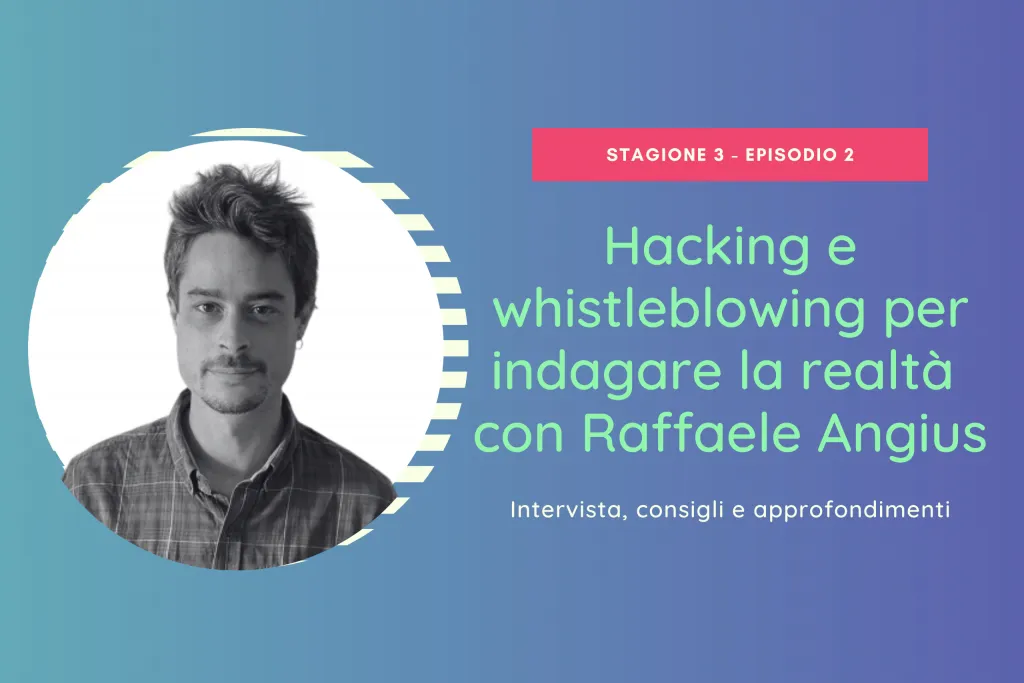 STAGIONE 3 - EPISODIO 2
Hacking e
whistleblowing per
indagare la realtà
con Raffaele Angius
Intervista, consigli e approfondimenti